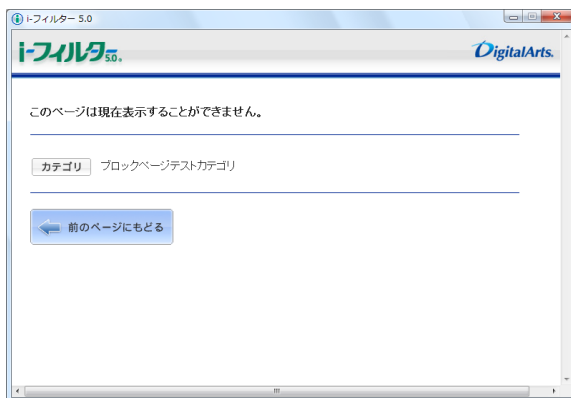 i-フィルター 5.0
i-フィルター5.0®
DigitalArts®
このページは現在表示することができません。
カテゴリ ブロックページテストカテゴリ
前のページにもどる